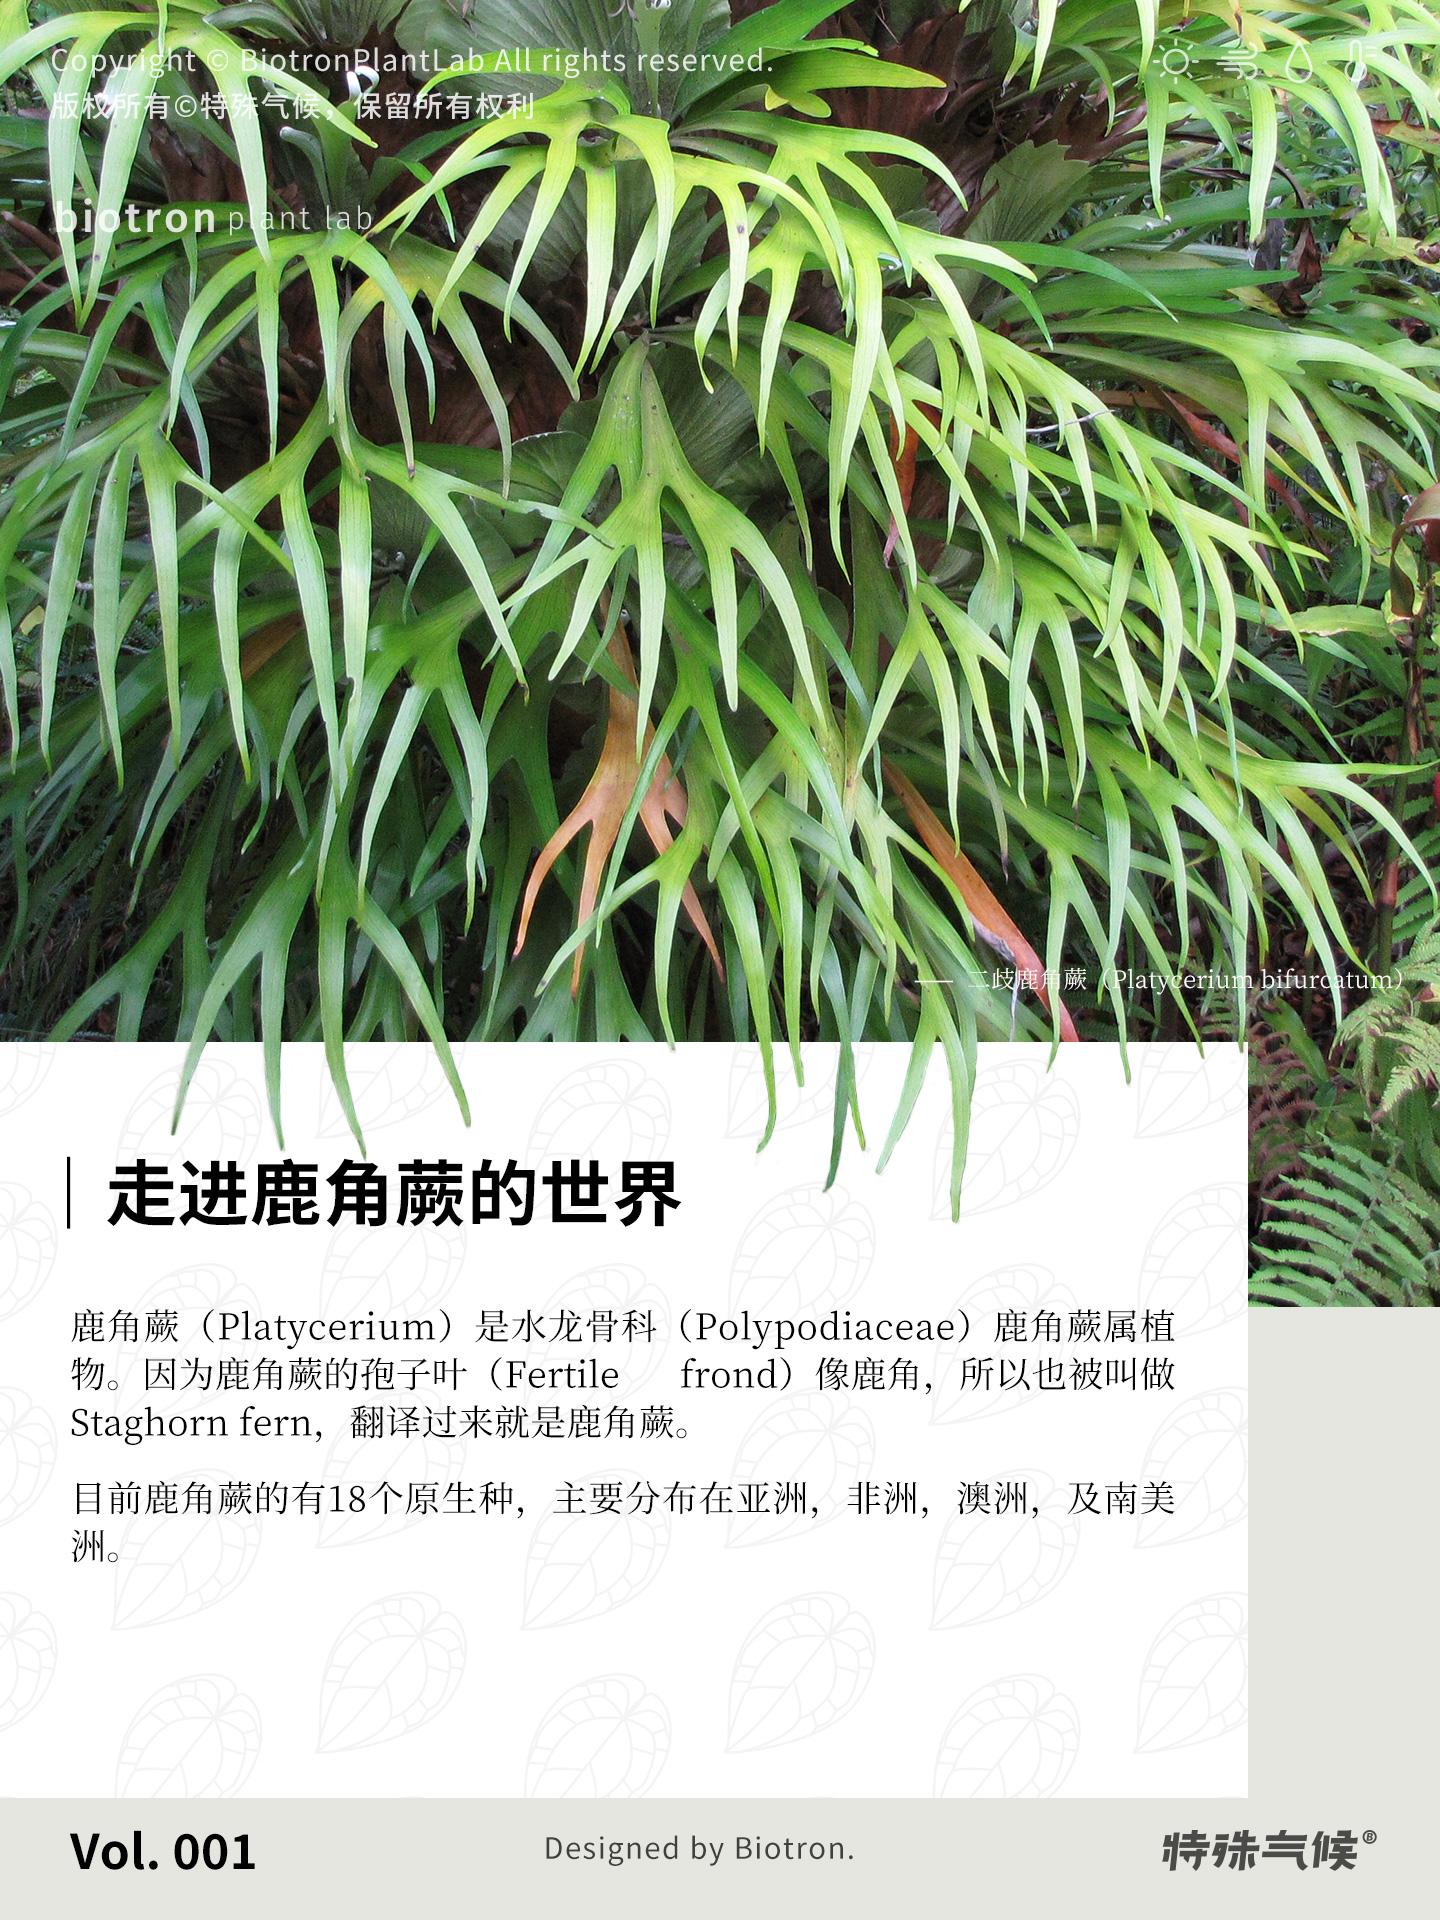 Copyright © BiotronPlantLab All rights reserved.
版权所有©特殊气候，保留所有权利
biotron plant lab
二歧鹿角蕨（Platycerium bifurcatum）
走进鹿角蕨的世界
鹿角蕨（Platycerium）是水龙骨科（Polypodiaceae）鹿角蕨属植
物。因为鹿角蕨的孢子叶（Fertile frond）像鹿角，所以也被叫做
Staghorn fern，翻译过来就是鹿角蕨。
目前鹿角蕨的有18个原生种，主要分布在亚洲，非洲，澳洲，及南美
洲。
Vol. 001
Designed by Biotron.
特殊气候®